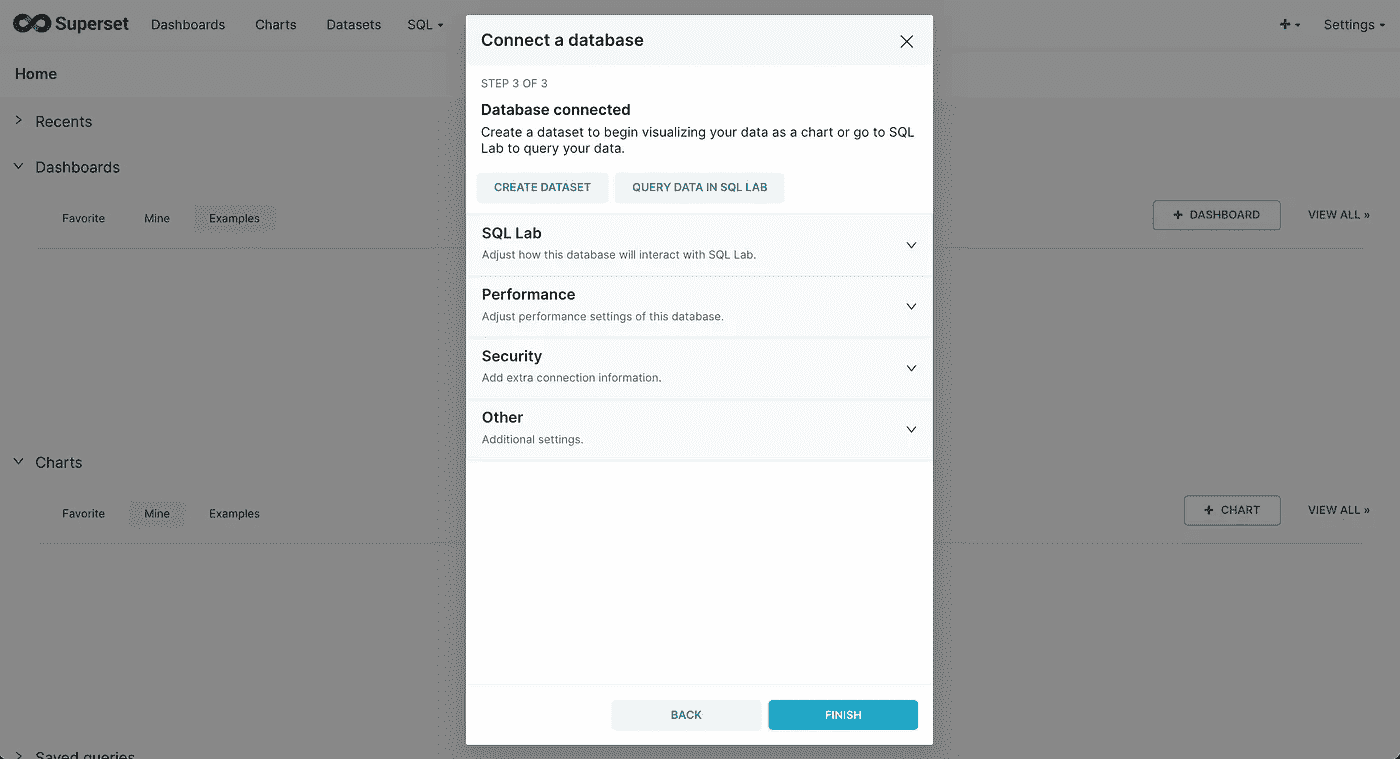 Superset Dashboards Charts Datasets SQL Settings
Home
Recents
Dashboards
Favorite Mine Examples
+ DASHBOARD VIEW ALL »
Charts
Favorite Mine Examples
+ CHART VIEW ALL »
Saved queries
Connect a database
STEP 3 OF 3
Database connected
Create a dataset to begin visualizing your data as a chart or go to SQL
Lab to query your data.
CREATE DATASET QUERY DATA IN SQL LAB
SQL Lab
Adjust how this database will interact with SQL Lab.
Performance
Adjust performance settings of this database.
Security
Add extra connection information.
Other
Additional settings.
BACK FINISH